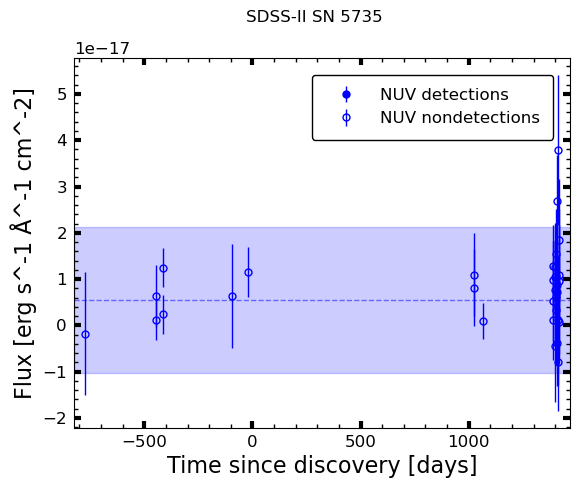 SDSS-II SN 5735
1e−17
NUV detections
NUV nondetections
5
4
3
2
1
0
−1
−2
Flux [erg s^-1 Å^-1 cm^-2]
−500
0
500
1000
Time since discovery [days]